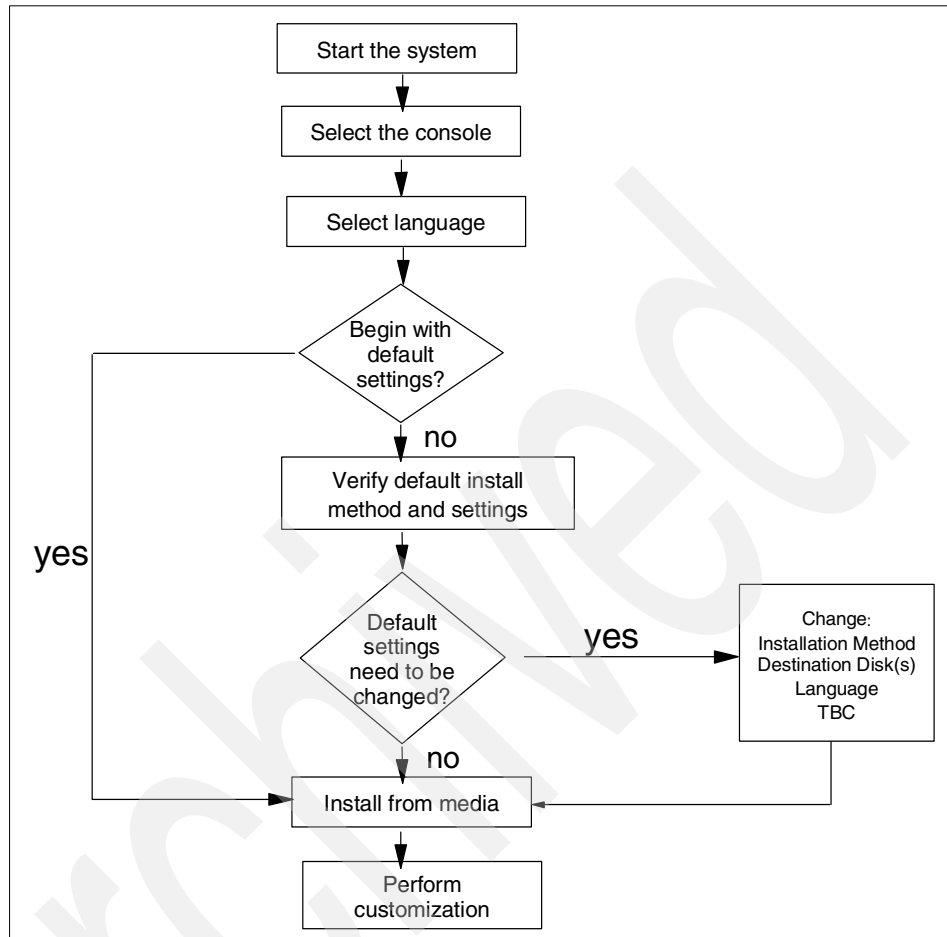 Start the system
Select the console
Select language
Begin with
default
settings?
no
Verify default install
method and settings
yes
Default
settings
need to be
changed?
yes
Change:
Installation Method
Destination Disk(s)
Language
TBC
no
Install from media
Perform
customization